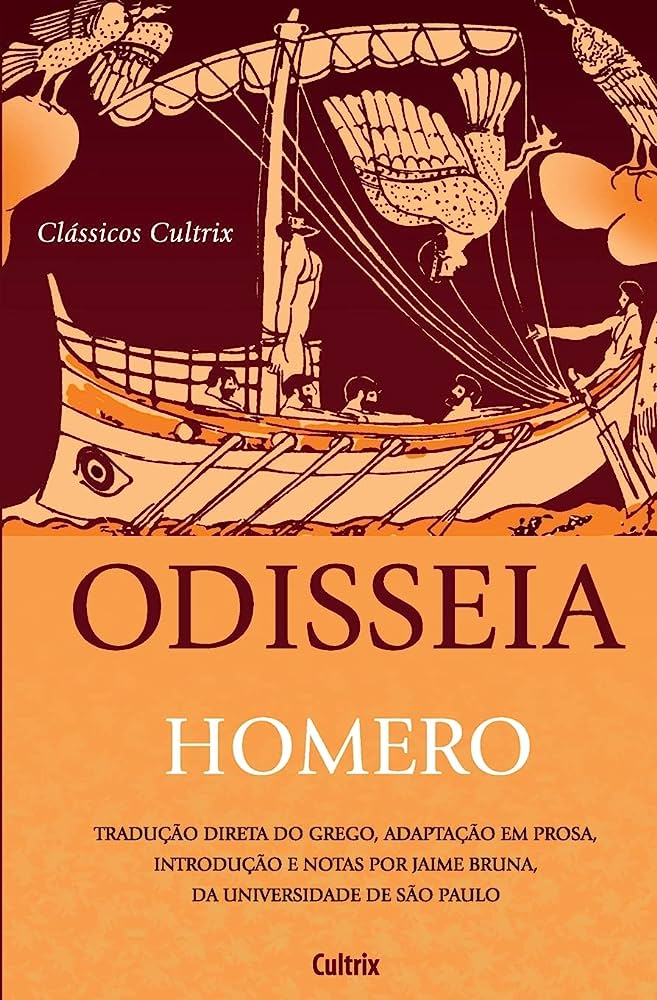 Clássicos Cultrix
ODISSEIA
HOMERO
TRADUÇÃO DIRETA DO GREGO, ADAPTAÇÃO EM PROSA,
INTRODUÇÃO E NOTAS POR JAIME BRUNA,
DA UNIVERSIDADE DE SÃO PAULO
Cultrix